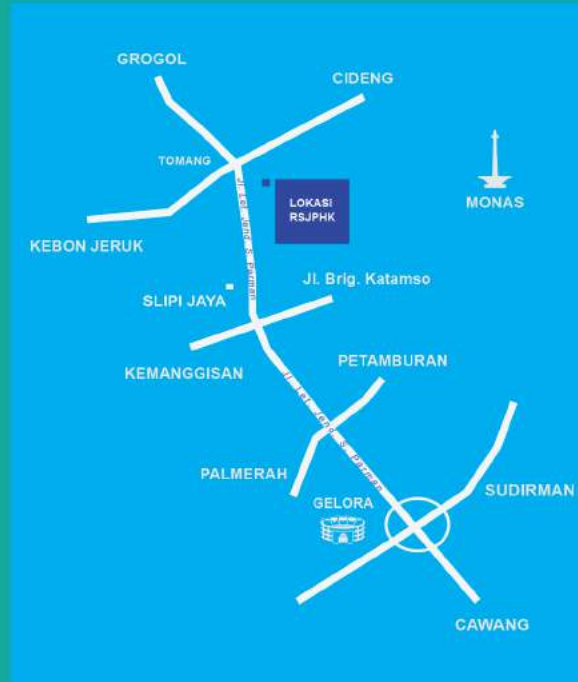 GROGOL
CIDENG
TOMANG
Jl. Let. Jend. S. Parman
LOKASI
RSJPHK
MONAS
KEBON JERUK
Jl. Brig. Katamso
SLIPI JAYA
KEMANGGISAN
PETAMBURAN
Jl. Let. Jend. S. Parman
PALMERAH
SUDIRMAN
GELORA
CAWANG